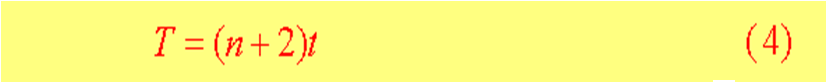 T = (n + 2)t (4)